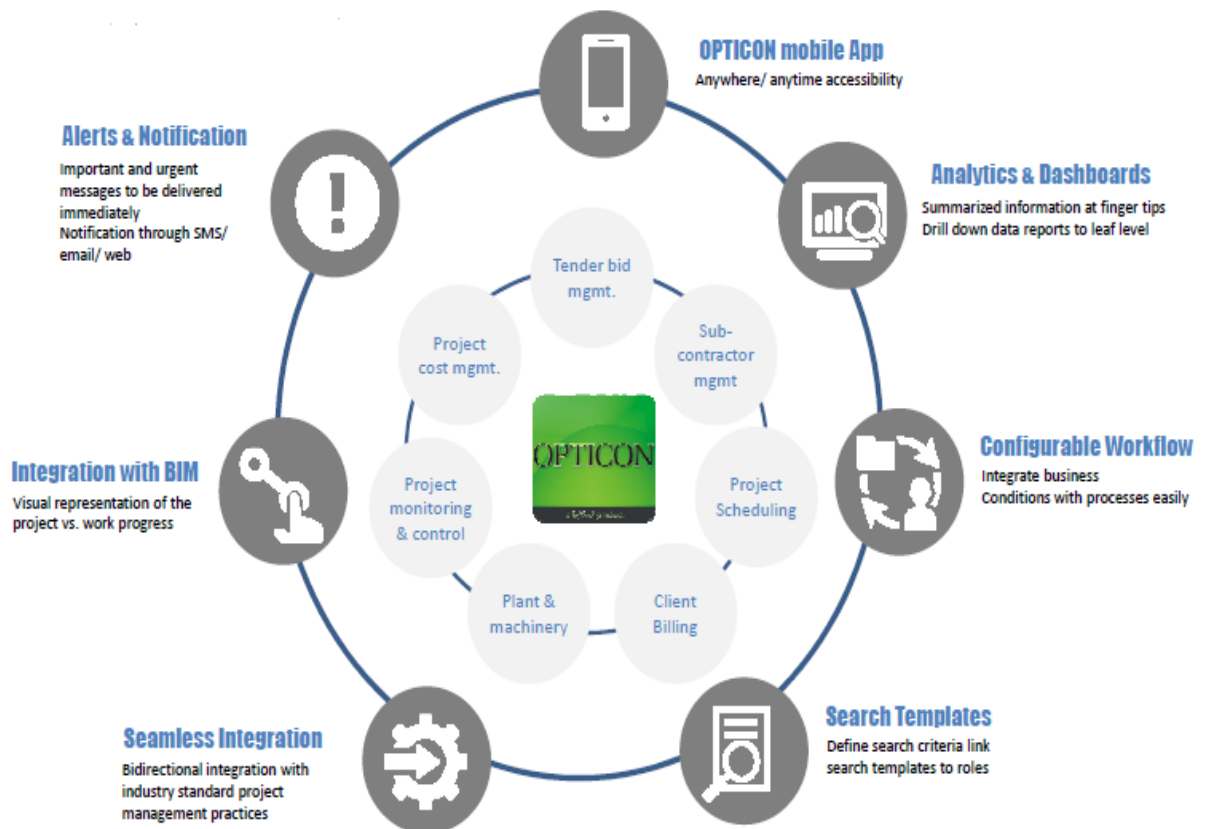 OPTICON mobile App
Anywhere/ anytime accessibility
Alerts & Notification
Important and urgent
messages to be delivered
immediately
Notification through SMS/
email/ web
Analytics & Dashboards
Summarized information at finger tips
Drill down data reports to leaf level
Tender bid
mgmt.
Project
cost mgmt.
Sub-
contractor
mgmt
OPTICON
Configurable Workflow
Integrate business
Conditions with processes easily
Integration with BIM
Visual representation of the
project vs. work progress
Project
monitoring
& control
Project
Scheduling
Plant &
machinery
Client
Billing
Search Templates
Define search criteria link
search templates to roles
Seamless Integration
Bidirectional integration with
industry standard project
management practices